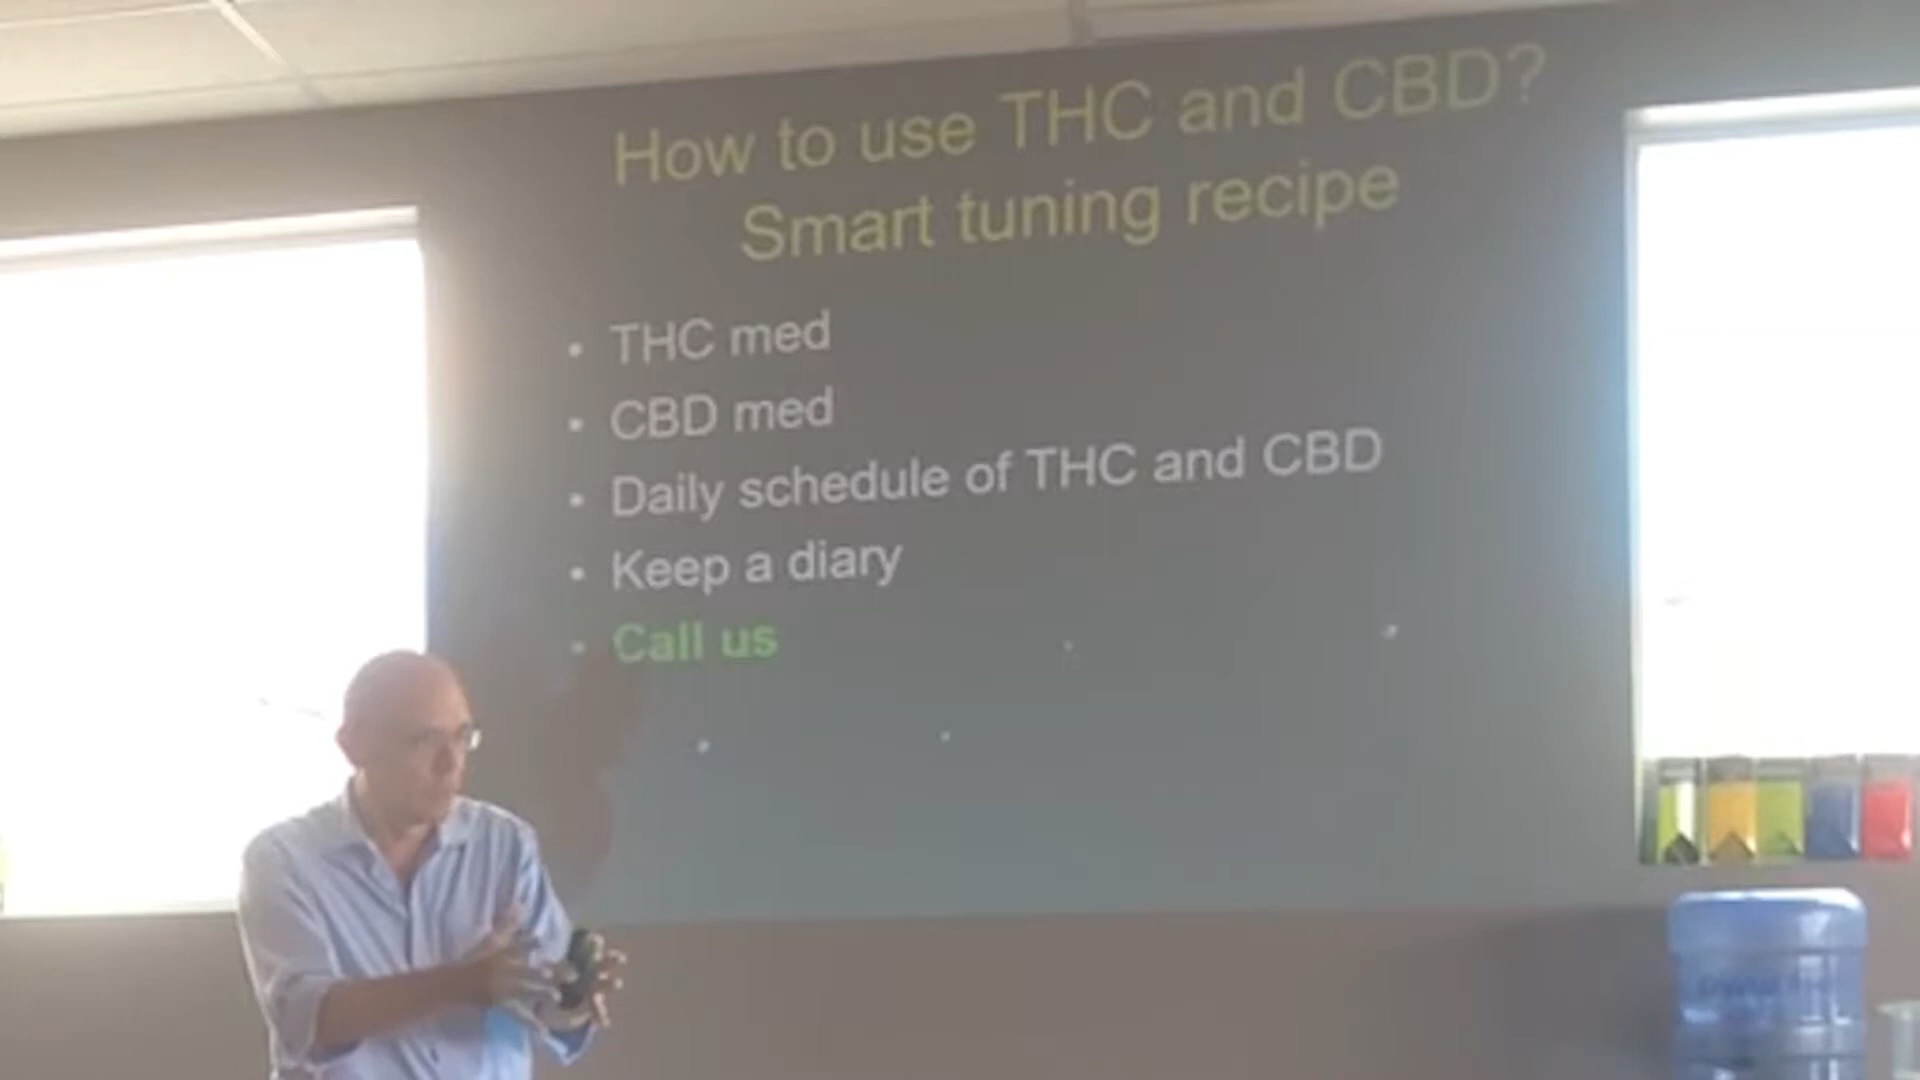 How to use THC and CBD?
Smart tuning recipe
• THC med
• CBD med
• Daily schedule of THC and CBD
• Keep a diary
• Call us